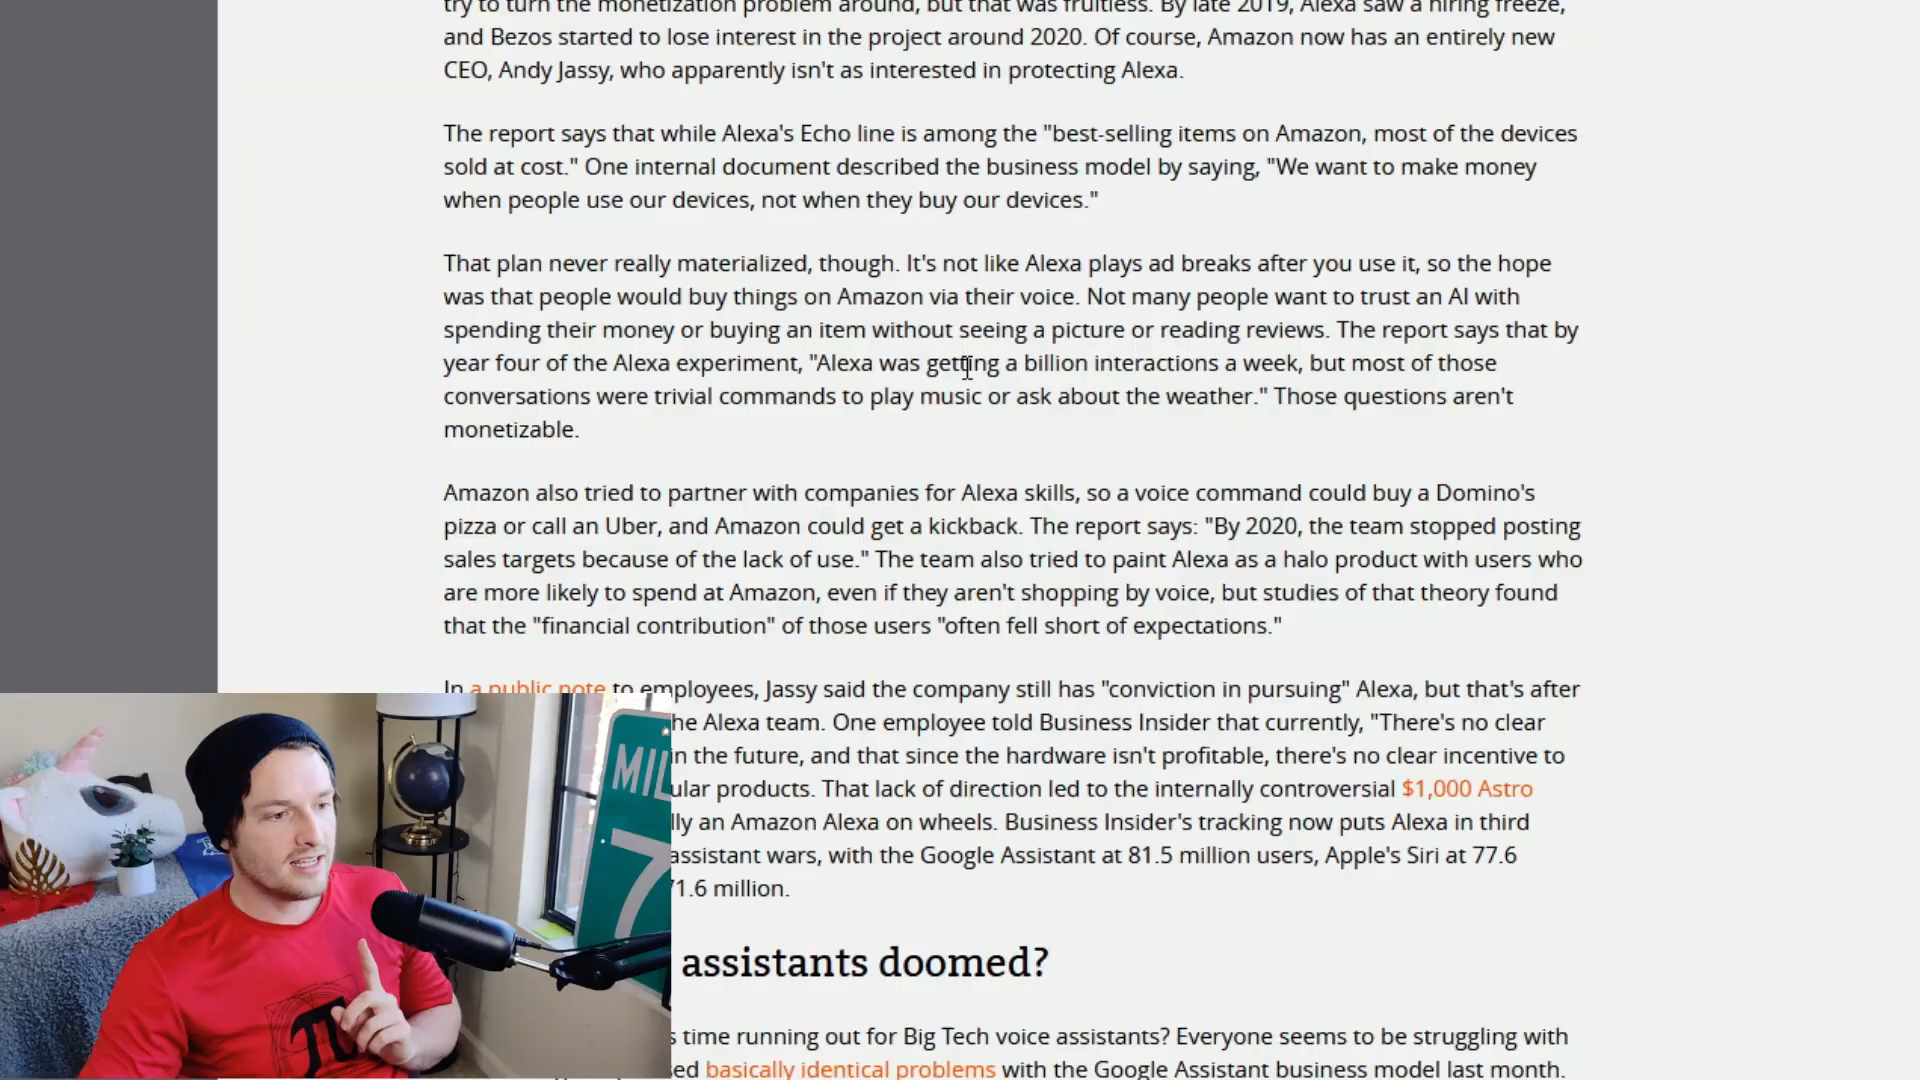 try to turn the monetization problem around, but that was fruitless. By late 2019, Alexa saw a hiring freeze,
and Bezos started to lose interest in the project around 2020. Of course, Amazon now has an entirely new
CEO, Andy Jassy, who apparently isn't as interested in protecting Alexa.
The report says that while Alexa's Echo line is among the "best-selling items on Amazon, most of the devices
sold at cost." One internal document described the business model by saying, "We want to make money
when people use our devices, not when they buy our devices."
That plan never really materialized, though. It's not like Alexa plays ad breaks after you use it, so the hope
was that people would buy things on Amazon via their voice. Not many people want to trust an AI with
spending their money or buying an item without seeing a picture or reading reviews. The report says that by
year four of the Alexa experiment, "Alexa was getting a billion interactions a week, but most of those
conversations were trivial commands to play music or ask about the weather." Those questions aren't
monetizable.
Amazon also tried to partner with companies for Alexa skills, so a voice command could buy a Domino's
pizza or call an Uber, and Amazon could get a kickback. The report says: "By 2020, the team stopped posting
sales targets because of the lack of use." The team also tried to paint Alexa as a halo product with users who
are more likely to spend at Amazon, even if they aren't shopping by voice, but studies of that theory found
that the "financial contribution" of those users "often fell short of expectations."
In a public note to employees, Jassy said the company still has "conviction in pursuing" Alexa, but that's after
he Alexa team. One employee told Business Insider that currently, "There's no clear
in the future, and that since the hardware isn't profitable, there's no clear incentive to
ular products. That lack of direction led to the internally controversial $1,000 Astro
lly an Amazon Alexa on wheels. Business Insider's tracking now puts Alexa in third
assistant wars, with the Google Assistant at 81.5 million users, Apple's Siri at 77.6
71.6 million.
assistants doomed?
s time running out for Big Tech voice assistants? Everyone seems to be struggling with
ed basically identical problems with the Google Assistant business model last month.
MIL
7